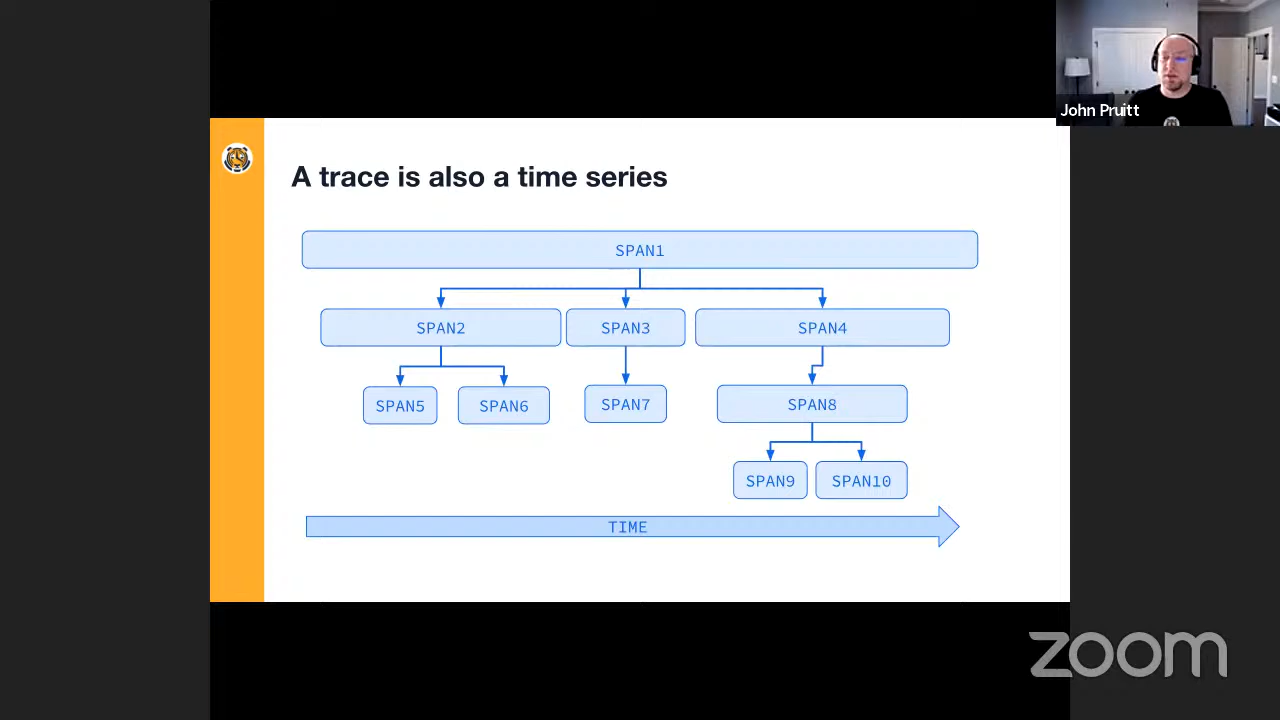 John Pruitt
A trace is also a time series
SPAN1
SPAN2
SPAN3
SPAN4
SPAN5
SPAN6
SPAN7
SPAN8
SPAN9
SPAN10
TIME
zoom